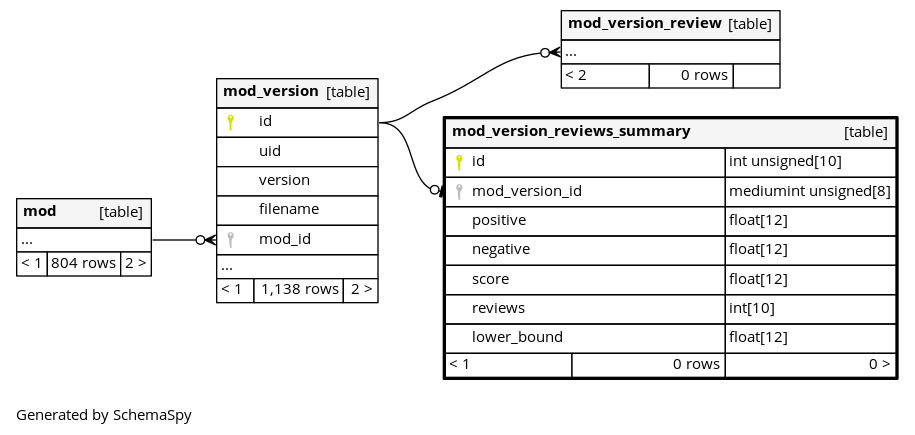 mod_version_review [table]
...
< 2 0 rows
mod_version [table]
id
uid
version
filename
mod_id
...
< 1 1,138 rows 2 >
mod_version_reviews_summary [table]
id int unsigned[10]
mod_version_id mediumint unsigned[8]
positive float[12]
negative float[12]
score float[12]
reviews int[10]
lower_bound float[12]
< 1 0 rows 0 >
mod [table]
...
< 1 804 rows 2 >
Generated by SchemaSpy